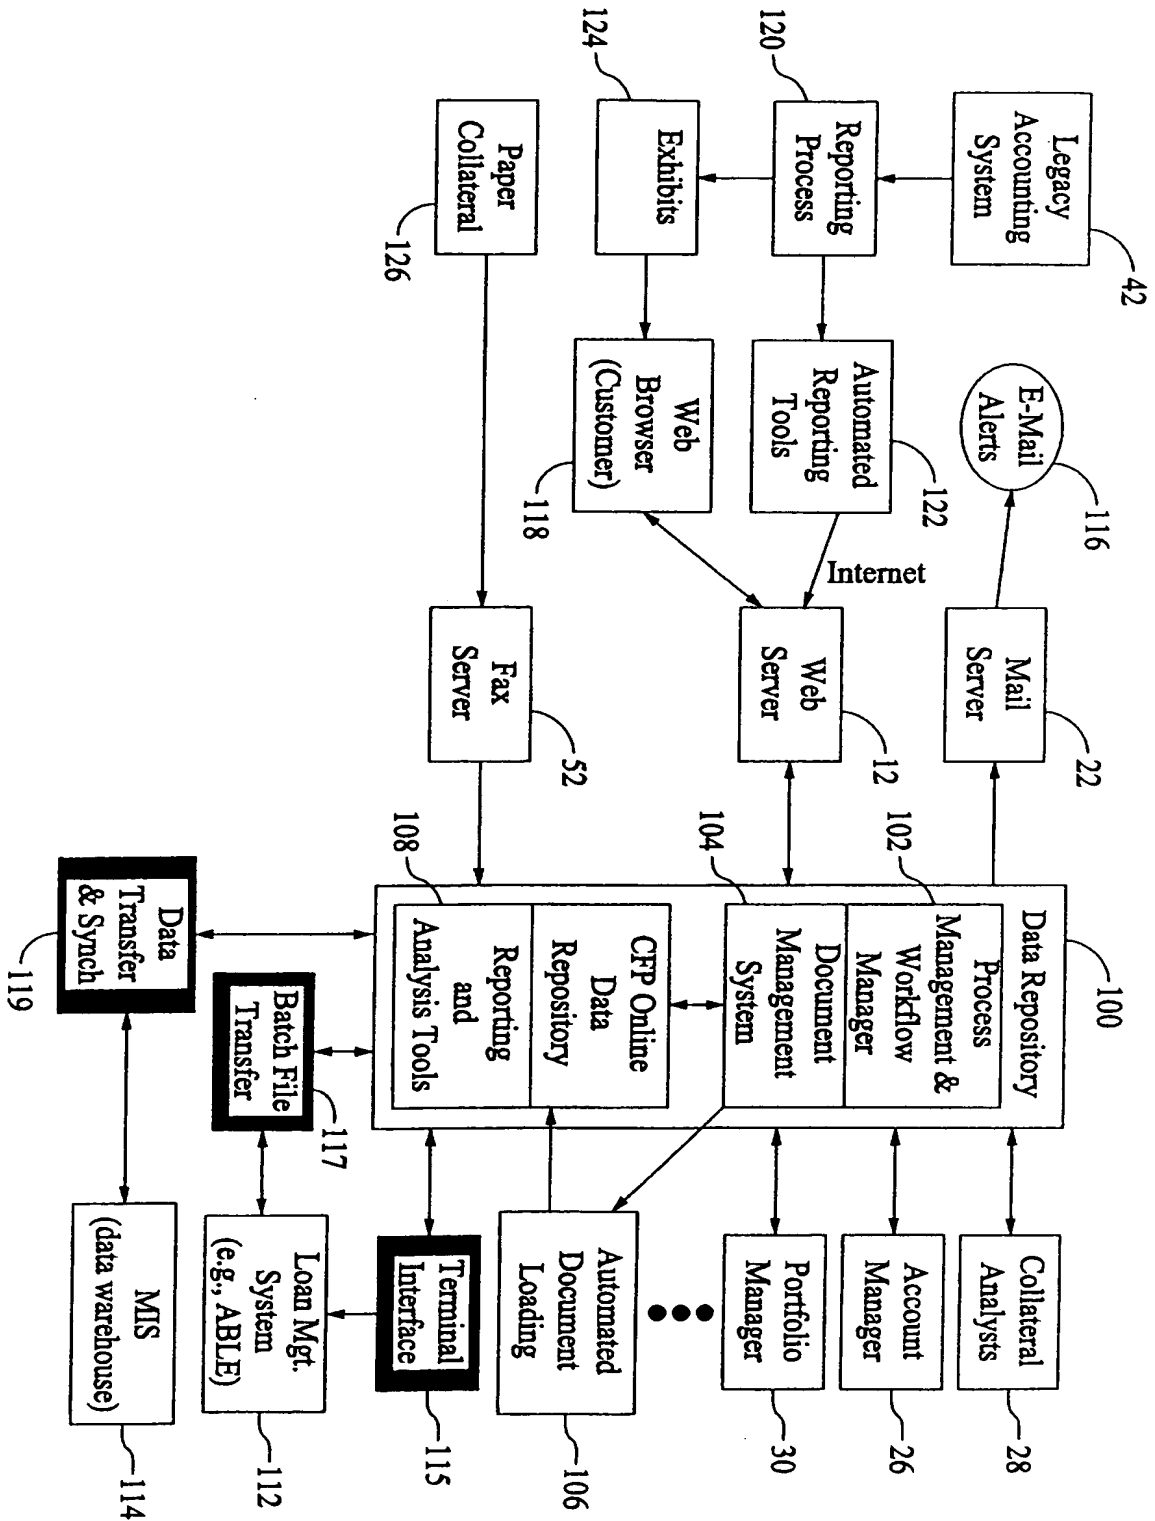 Legacy
Accounting
System
42
120
Reporting
Process
124
Exhibits
Paper
Collateral
126
E-Mail
Alerts
116
Automated
Reporting
Tools
122
Web
Browser
(Customer)
118
Internet
Mail
Server
22
Web
Server
12
Fax
Server
52
Data Repository
100
102
Process
Management &
Workflow
Manager
104
Document
Management
System
CFP Online
Data
Repository
108
Reporting
and
Analysis Tools
Data
Transfer
& Synch
119
Batch File
Transfer
117
Collateral
Analysts
28
Account
Manager
26
Portfolio
Manager
30
Automated
Document
Loading
106
Terminal
Interface
115
Loan Mgt.
System
(e.g., ABLE)
112
MIS
(data warehouse)
114